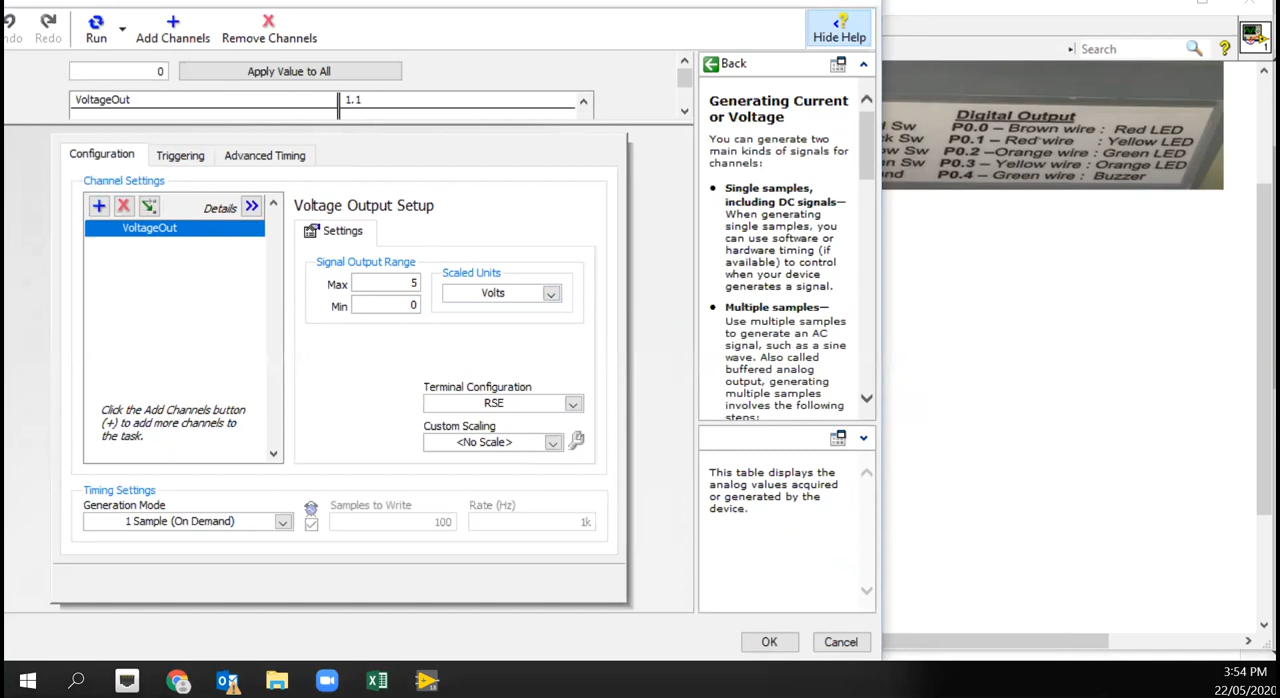 Redo
Run
Add Channels
Remove Channels
Hide Help
0
Apply Value to All
VoltageOut
1.1
Configuration
Triggering
Advanced Timing
Channel Settings
Details
VoltageOut
Click the Add Channels button
(+) to add more channels to
the task.
Voltage Output Setup
Settings
Signal Output Range
Max
5
Min
0
Scaled Units
Volts
Terminal Configuration
RSE
Custom Scaling
<No Scale>
Timing Settings
Generation Mode
1 Sample (On Demand)
Samples to Write
100
Rate (Hz)
1k
Back
Generating Current
or Voltage
You can generate two
main kinds of signals for
channels:
Single samples,
including DC signals—
When generating
single samples, you
can use software or
hardware timing (if
available) to control
when your device
generates a signal.
Multiple samples—
Use multiple samples
to generate an AC
signal, such as a sine
wave. Also called
buffered analog
output, generating
multiple samples
involves the following
steps:
This table displays the
analog values acquired
or generated by the
device.
OK
Cancel
Search
1
Digital Output
Sw P0.0 – Brown wire : Red LED
Sw P0.1 – Red wire : Yellow LED
Sw P0.2 –Orange wire : Green LED
Sw P0.3 – Yellow wire : Orange LED
P0.4 – Green wire : Buzzer
3:54 PM
22/05/2020